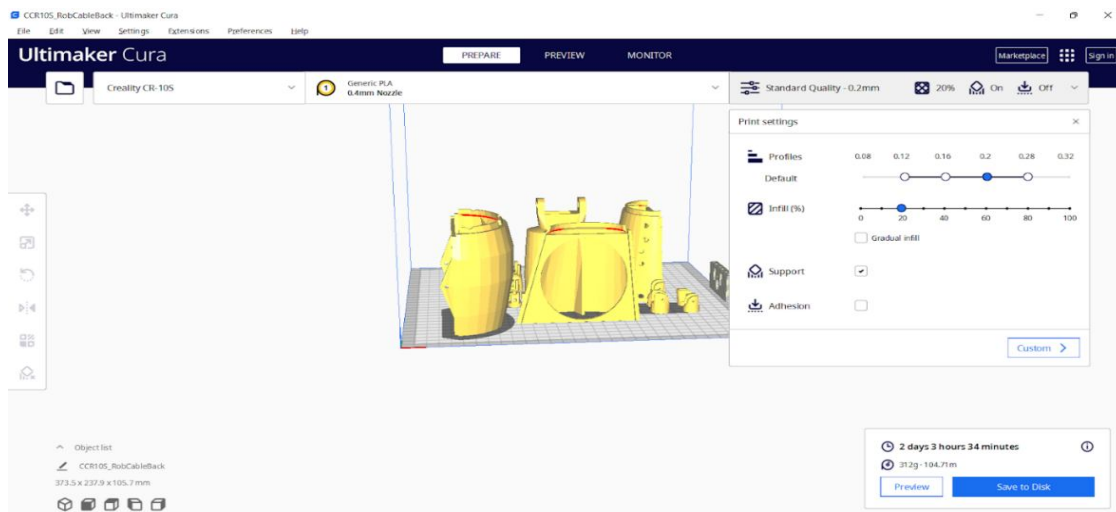 CCR10S_RobCableBack - Ultimaker Cura
File Edit View Settings Extensions Preferences Help
Ultimaker Cura PREPARE PREVIEW MONITOR Marketplace Sign in
Creality CR-10S 1 Generic PLA Standard Quality - 0.2mm 20% On Off
0.4mm Nozzle
Print settings
Profiles 0.08 0.12 0.16 0.2 0.28 0.32
Default
Infill (%)
0 20 40 60 80 100
Gradual infill
Support
Adhesion
Custom
Object list
CCR10S_RobCableBack
373.5 x 237.9 x 105.7 mm
2 days 3 hours 34 minutes
312g · 104.71m
Preview Save to Disk